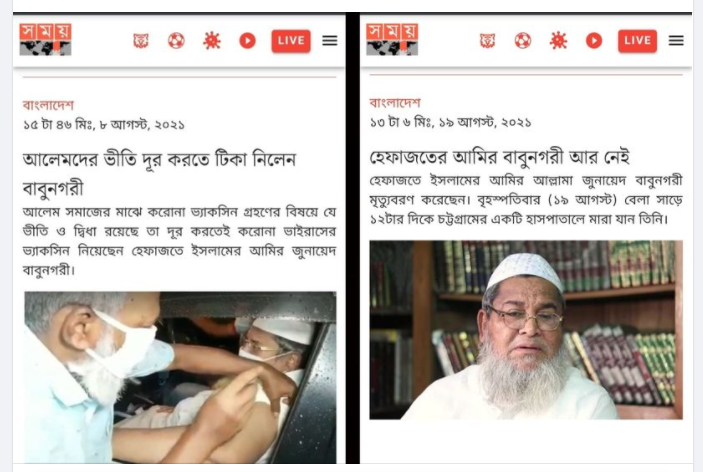 সময়
LIVE
বাংলাদেশ
১৫ টা ৪৬ মিঃ, ৮ আগস্ট, ২০২১
আলেমদের ভীতি দূর করতে টিকা নিলেন
বাবুনগরী
আলেম সমাজের মাঝে করোনা ভ্যাকসিন গ্রহণের বিষয়ে যে
ভীতি ও দ্বিধা রয়েছে তা দূর করতেই করোনা ভাইরাসের
ভ্যাকসিন নিয়েছেন হেফাজতে ইসলামের আমির জুনায়েদ
বাবুনগরী।
সময়
LIVE
বাংলাদেশ
১৩ টা ৬ মিঃ, ১৯ আগস্ট, ২০২১
হেফাজতের আমির বাবুনগরী আর নেই
হেফাজতে ইসলামের আমির আল্লামা জুনায়েদ বাবুনগরী
মৃত্যুবরণ করেছেন। বৃহস্পতিবার (১৯ আগস্ট) বেলা সাড়ে
১২টার দিকে চট্টগ্রামের একটি হাসপাতালে মারা যান তিনি।